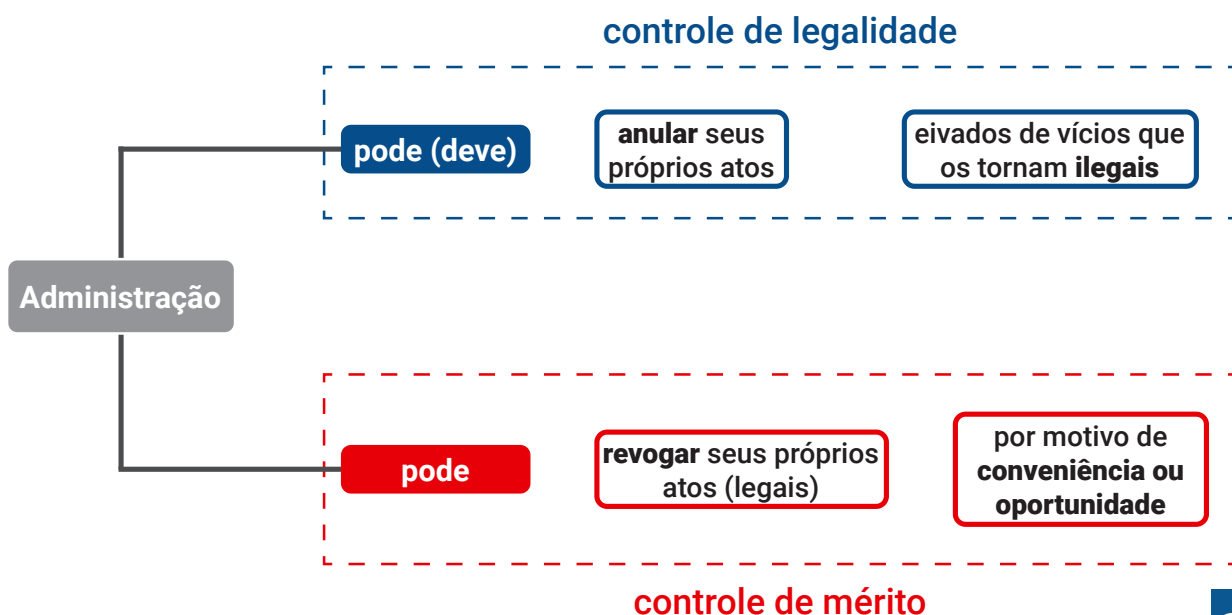 controle de legalidade
pode (deve)
anular seus
próprios atos
eivados de vícios que
os tornam ilegais
Administração
pode
revogar seus próprios
atos (legais)
por motivo de
conveniência ou
oportunidade
controle de mérito